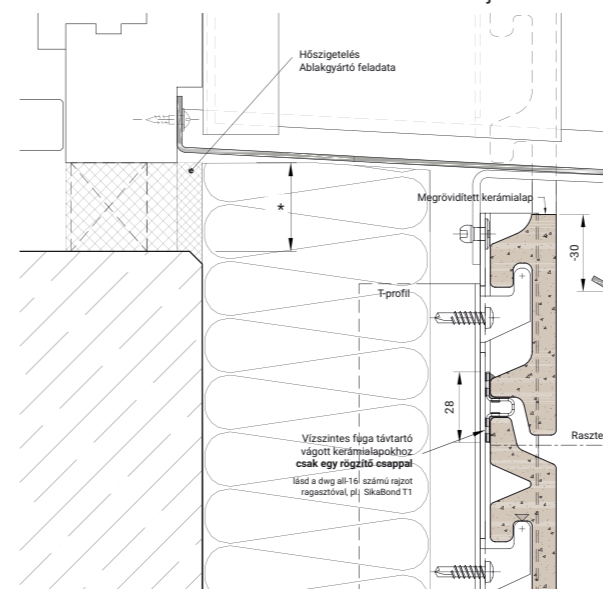 Hőszigetelés
Ablakgyártó feladata
*
Megrövidített kerámialap
-30
T-profil
28
Vízszintes fuga távtartó
vágott kerámialapokhoz
csak egy rögzítő csappal
lásd a dwg all-16 számú rajzot
ragasztóval, pl. SikaBond T1
Raszte